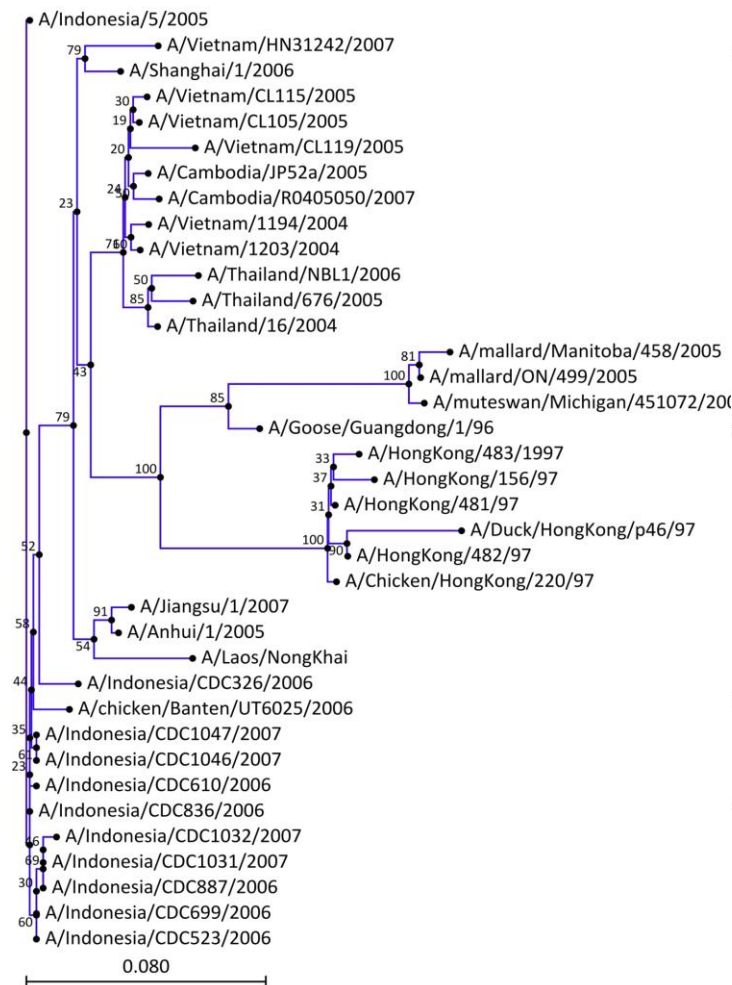 A/Indonesia/5/2005
79
A/Vietnam/HN31242/2007
A/Shanghai/1/2006
30
A/Vietnam/CL115/2005
19
A/Vietnam/CL105/2005
A/Vietnam/CL119/2005
20
A/Cambodia/JP52a/2005
24
A/Cambodia/R0405050/2007
23
A/Vietnam/1194/2004
A/Vietnam/1203/2004
50
A/Thailand/NBL1/2006
85
A/Thailand/676/2005
A/Thailand/16/2004
81
A/mallard/Manitoba/458/2005
43
100
A/mallard/ON/499/2005
85
A/muteswan/Michigan/451072/200
79
A/Goose/Guangdong/1/96
33
A/HongKong/483/1997
100
37
A/HongKong/156/97
31
A/HongKong/481/97
A/Duck/HongKong/p46/97
100
90
A/HongKong/482/97
52
A/Chicken/HongKong/220/97
91
A/Jiangsu/1/2007
58
A/Anhui/1/2005
54
A/Laos/NongKhai
44
A/Indonesia/CDC326/2006
A/chicken/Banten/UT6025/2006
35
A/Indonesia/CDC1047/2007
A/Indonesia/CDC1046/2007
23
A/Indonesia/CDC610/2006
A/Indonesia/CDC836/2006
46
A/Indonesia/CDC1032/2007
69
A/Indonesia/CDC1031/2007
30
A/Indonesia/CDC887/2006
60
A/Indonesia/CDC699/2006
A/Indonesia/CDC523/2006
0.080